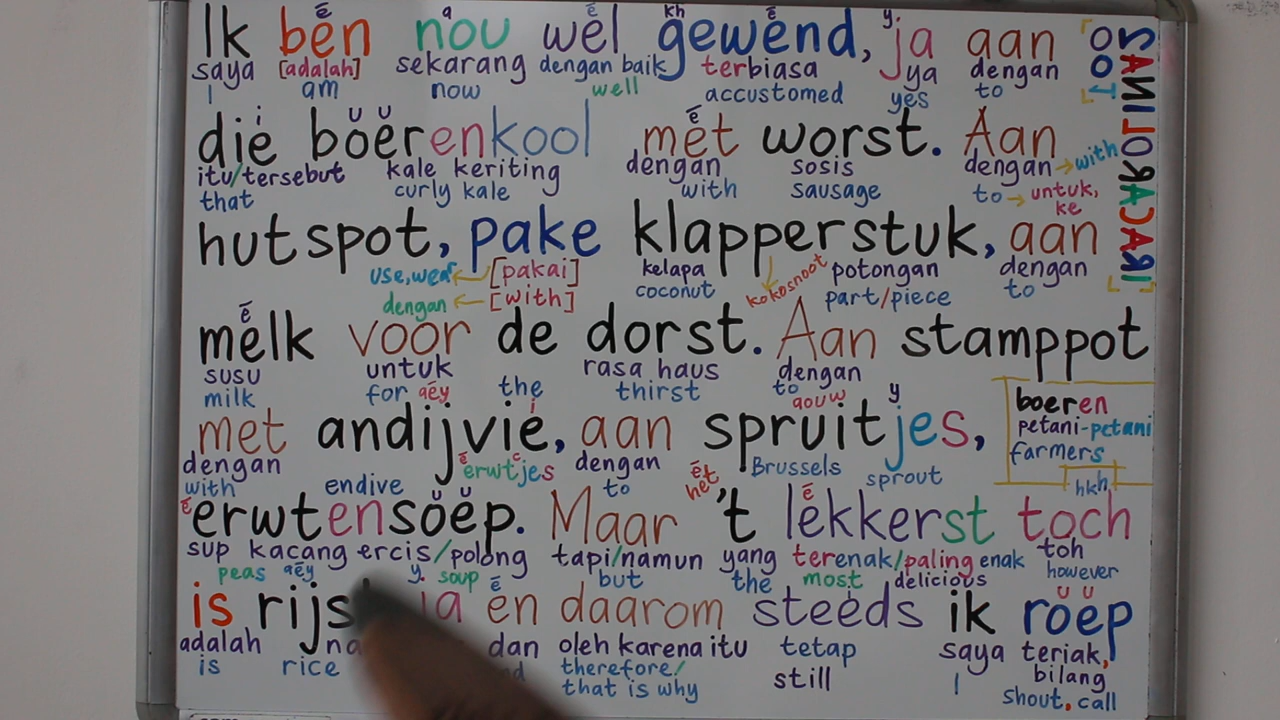 é a é kh é y.
Ik ben nou wel gewend, ja aan
saya [adalah] sekarang dengan baik terbiasa ya dengan
I am now well accustomed yes to
die boerenkool met worst. Aan
itu/tersebut kale keriting dengan sosis dengan → with
that curly kale with sausage to → untuk, ke
hutspot, pake klapperstuk, aan
use, wear ← [pakai] kelapa kokosnoot potongan dengan
dengan ← [with] coconut part/piece to
melk voor de dorst. Aan stamppot
susu untuk rasa haus dengan
milk for the thirst to
aéy i aouw y
met andijvie, aan spruitjes,
dengan erwtjes dengan Brussels sprout
with endive to het
boeren
petani-petani
farmers
hkh
erwtensoep. Maar 't lekkerst toch
sup kacang ercis/polong tapi/namun yang terenak/paling enak toh
peas soup but the most delicious however
aéy y. é
is rijs ja en daarom steeds ik roep
adalah dan oleh karena itu tetap saya teriak, bilang
is rice therefore/ that is why still I shout, call